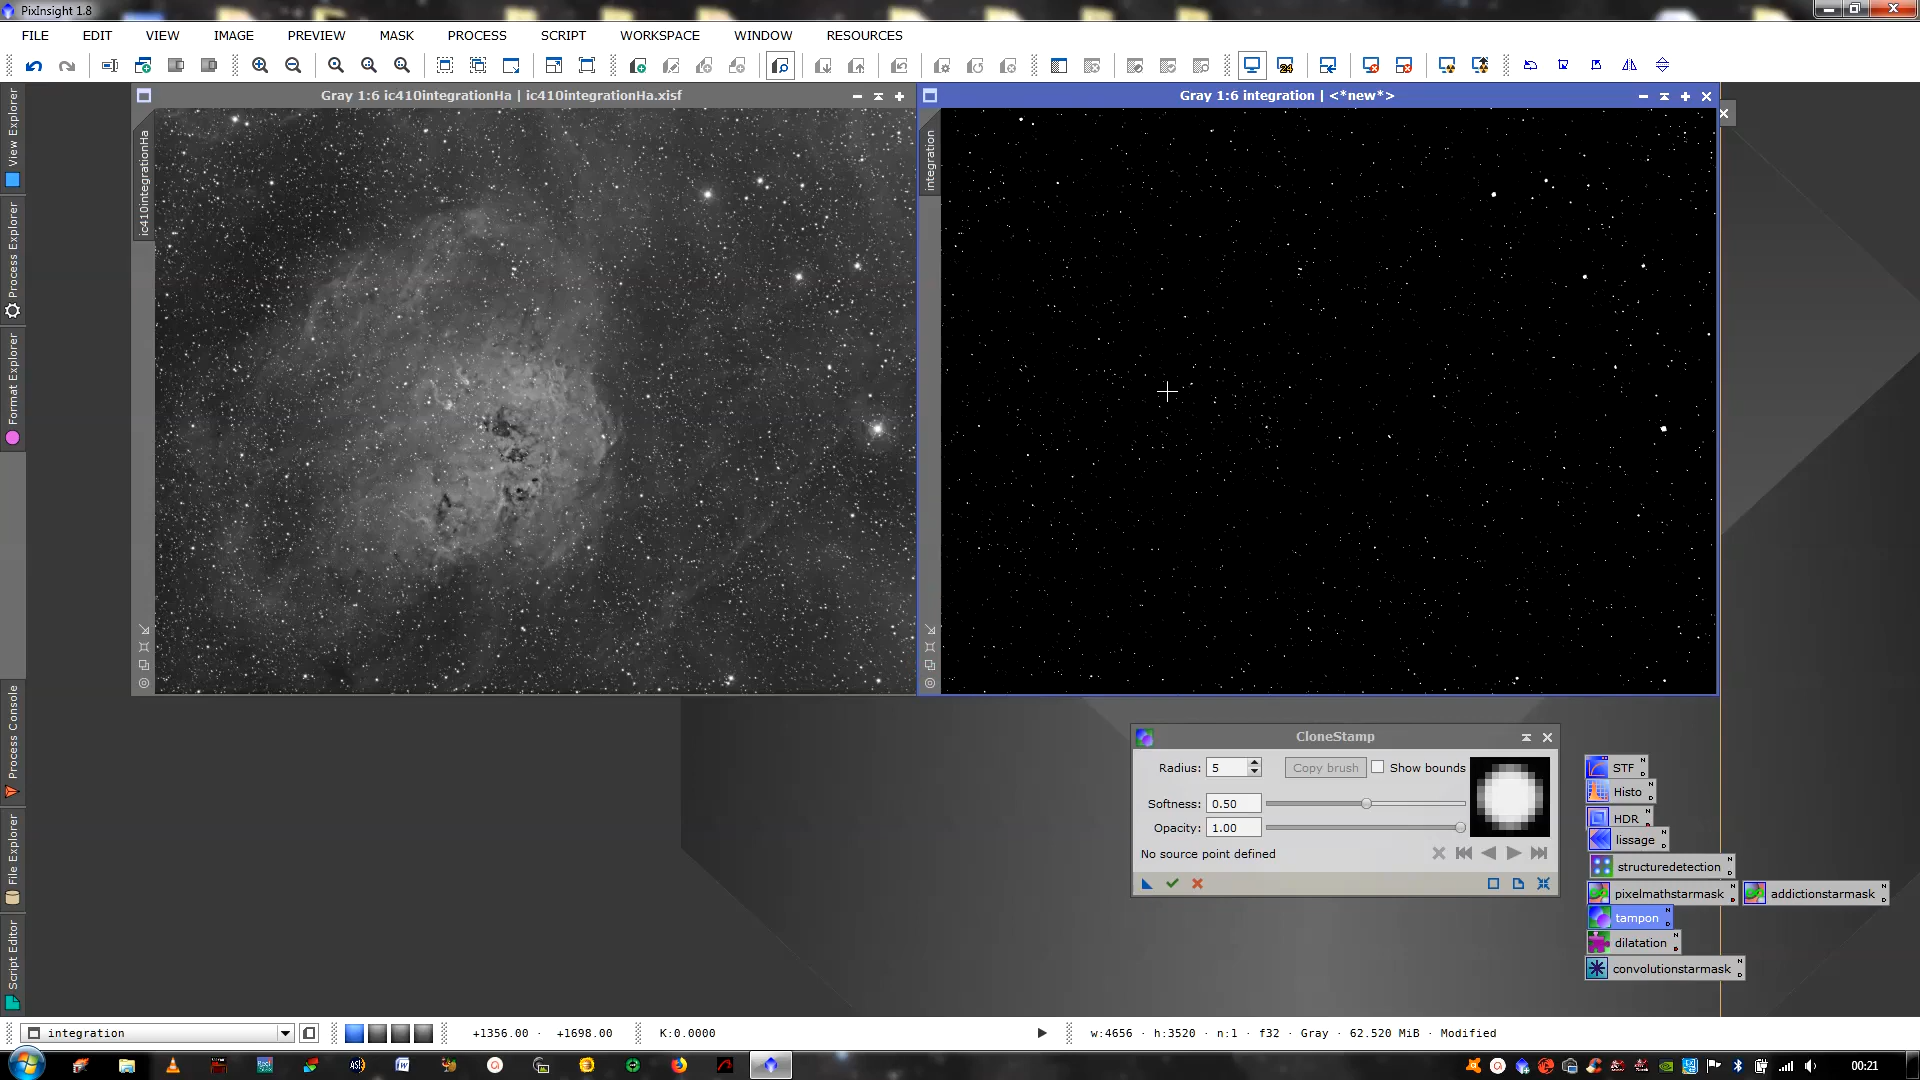 PixInsight 1.8
FILE EDIT VIEW IMAGE PREVIEW MASK PROCESS SCRIPT WORKSPACE WINDOW RESOURCES
24
View Explorer
Process Explorer
Format Explorer
Process Console
File Explorer
Script Editor
Gray 1:6 ic410integrationHa | ic410integrationHa.xisf
ic410integrationHa
Gray 1:6 integration | <*new*>
integration
CloneStamp
Radius: 5 Copy brush Show bounds
Softness: 0.50
Opacity: 1.00
No source point defined
STF
Histo
HDR
lissage
structuredetection
pixelmathstarmask addictionstarmask
tampon
dilatation
convolutionstarmask
integration +1356.00 · +1698.00 K:0.0000 w:4656 · h:3520 · n:1 · f32 · Gray · 62.520 MiB · Modified
00:21